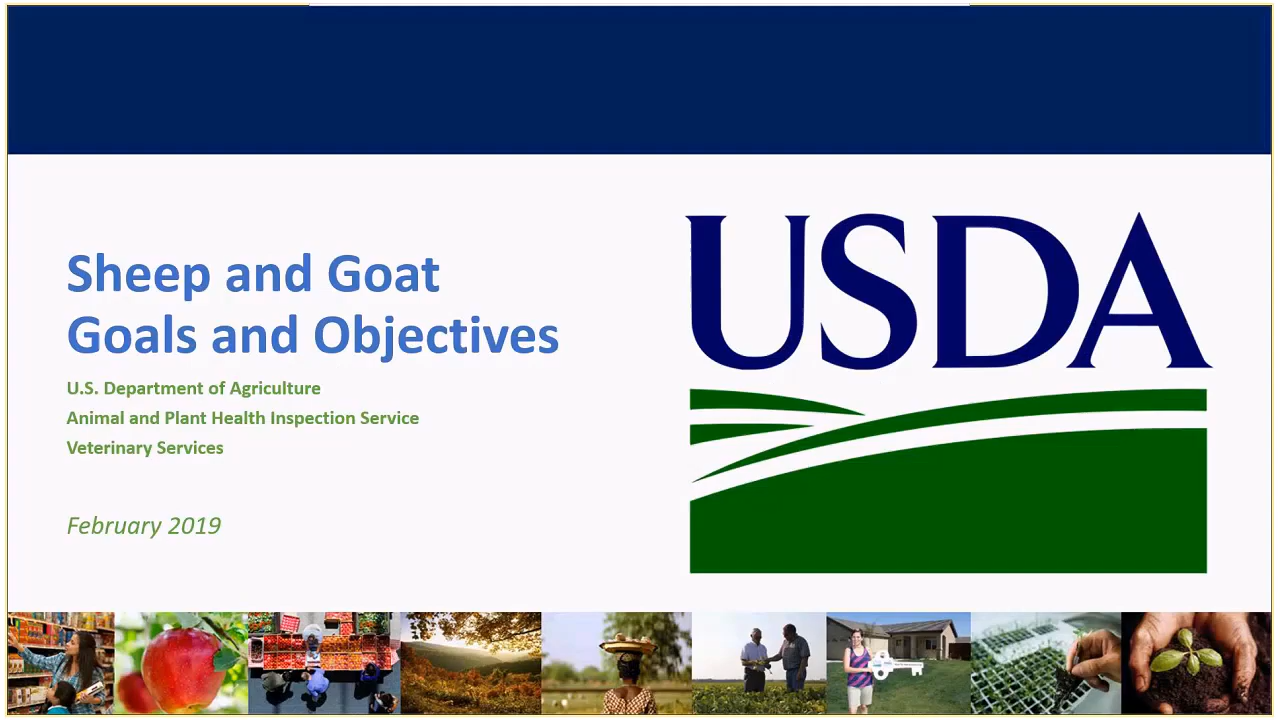 Sheep and Goat
Goals and Objectives
U.S. Department of Agriculture
Animal and Plant Health Inspection Service
Veterinary Services
February 2019
USDA